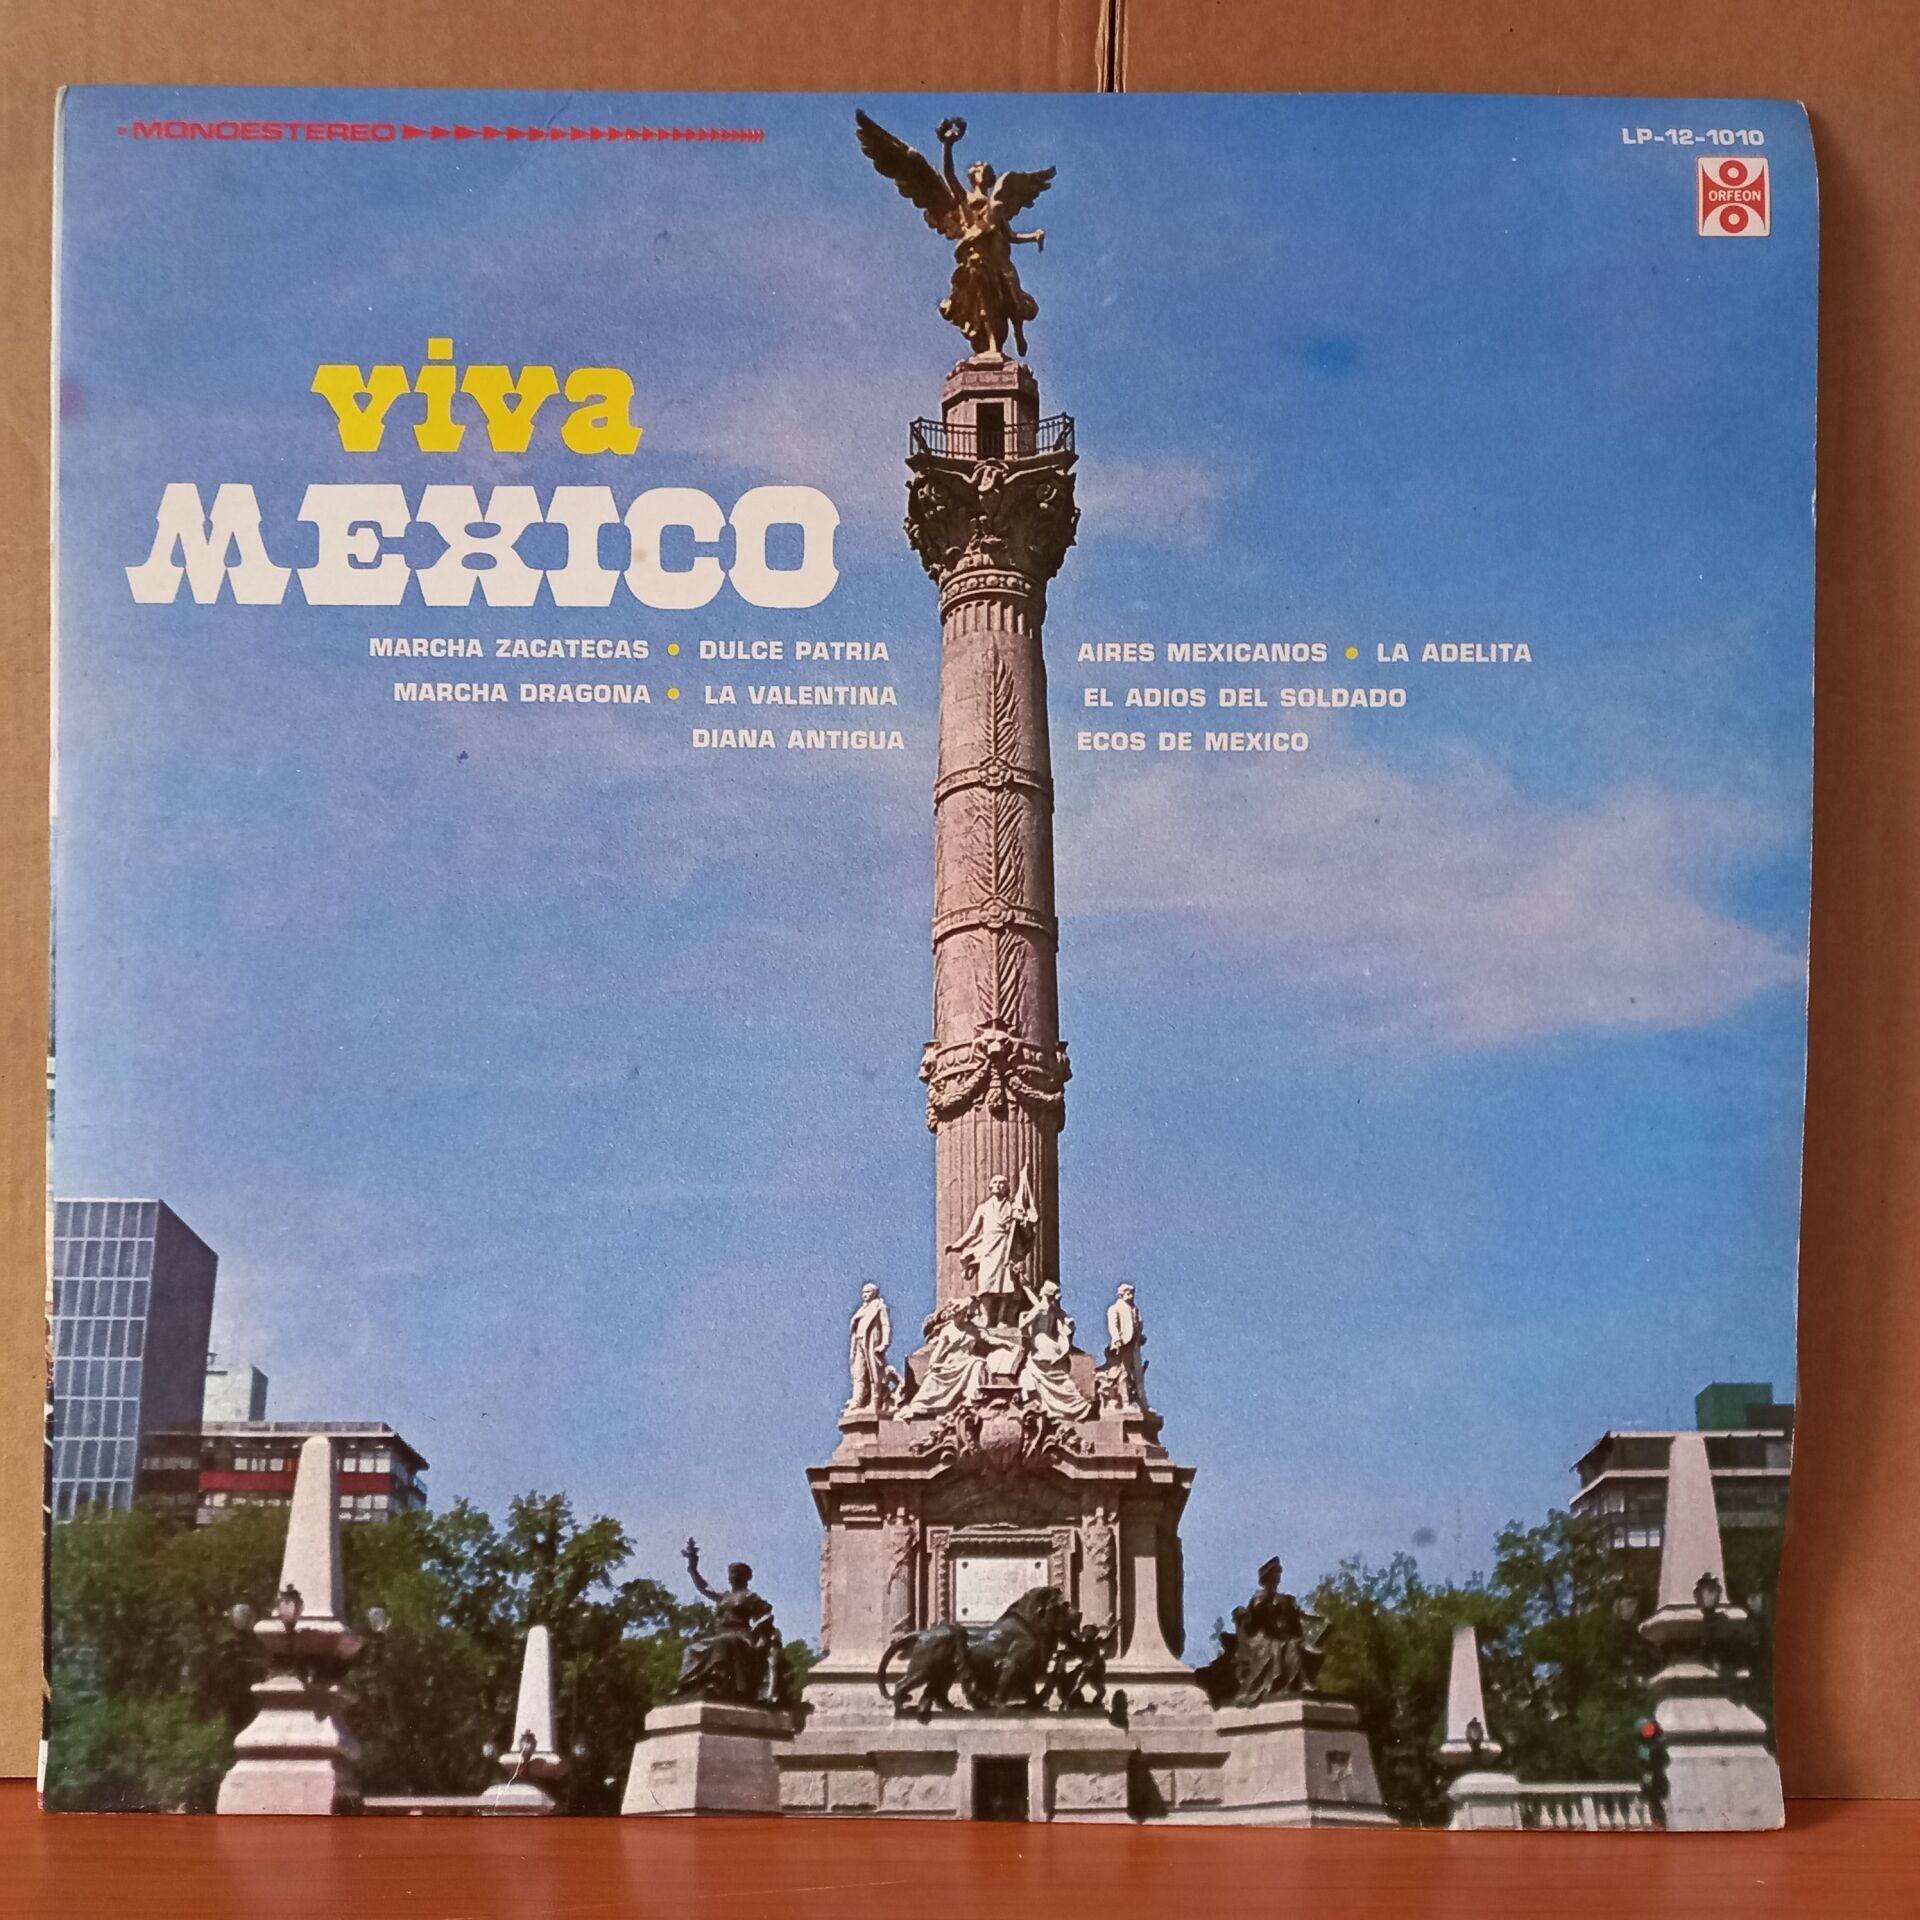 MONOESTEREO
LP-12-1010
ORFEON
viva
MEXICO
MARCHA ZACATECAS • DULCE PATRIA
MARCHA DRAGONA • LA VALENTINA
DIANA ANTIGUA
AIRES MEXICANOS • LA ADELITA
EL ADIOS DEL SOLDADO
ECOS DE MEXICO